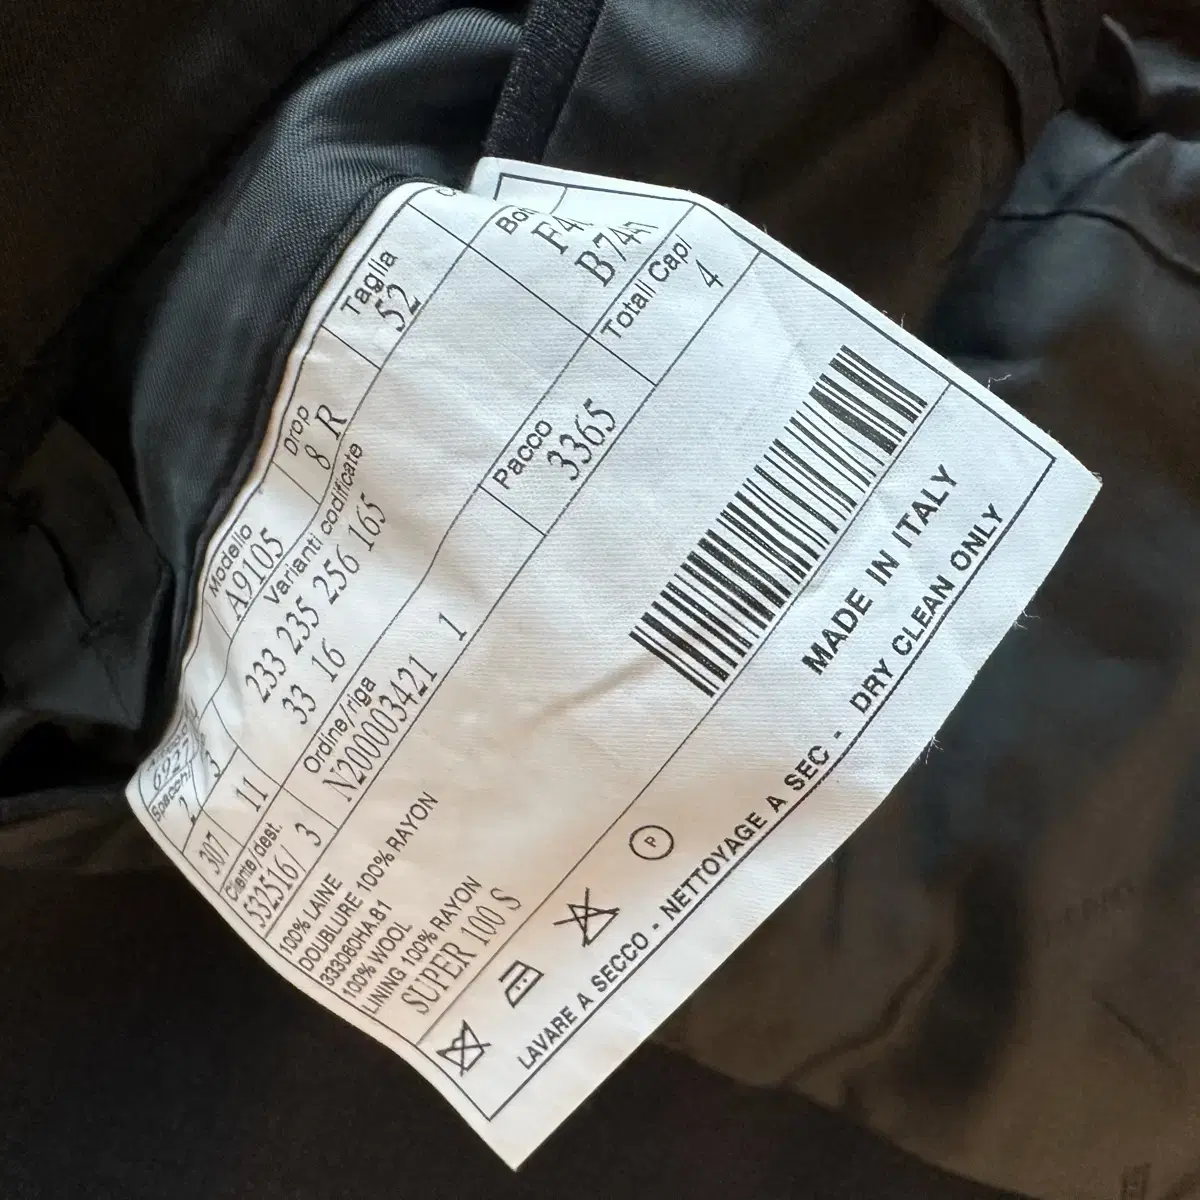 Modello
A9105
Drop
8 R
Taglia
52
Varianti codificate
233 235 256 165
33 16
6927
Spacchi
2
3
307
11
Cliente/dest.
532516/ 3
Ordine/riga
N200003421 1
Pacco
3365
Totali Capi
4
100% LAINE
DOUBLURE 100% RAYON
333080HA.81
100% WOOL
LINING 100% RAYON
SUPER 100 S
P
MADE IN ITALY
LAVARE A SECCO - NETTOYAGE A SEC - DRY CLEAN ONLY